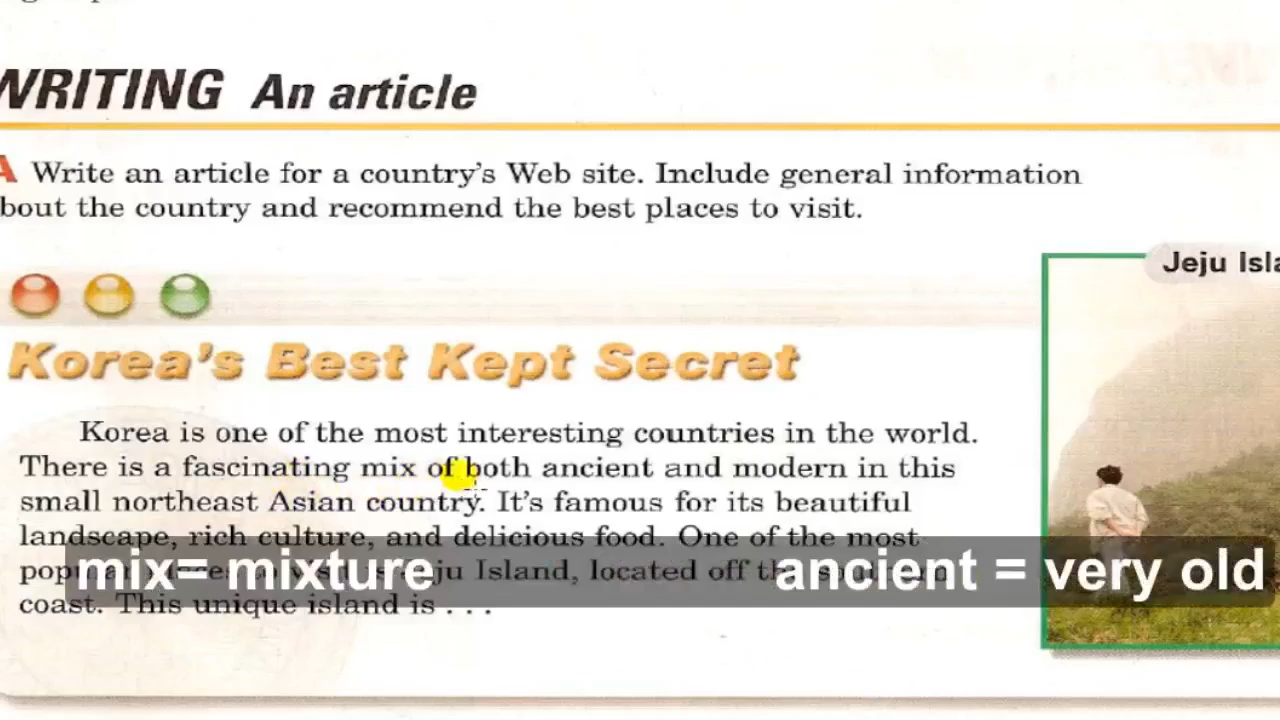 WRITING An article
A Write an article for a country's Web site. Include general information
bout the country and recommend the best places to visit.
Jeju Isla
Korea's Best Kept Secret
Korea is one of the most interesting countries in the world.
There is a fascinating mix of both ancient and modern in this
small northeast Asian country. It's famous for its beautiful
landscape, rich culture, and delicious food. One of the most
Island, located off
coast. This unique island is . . .
mix= mixture
ancient = very old